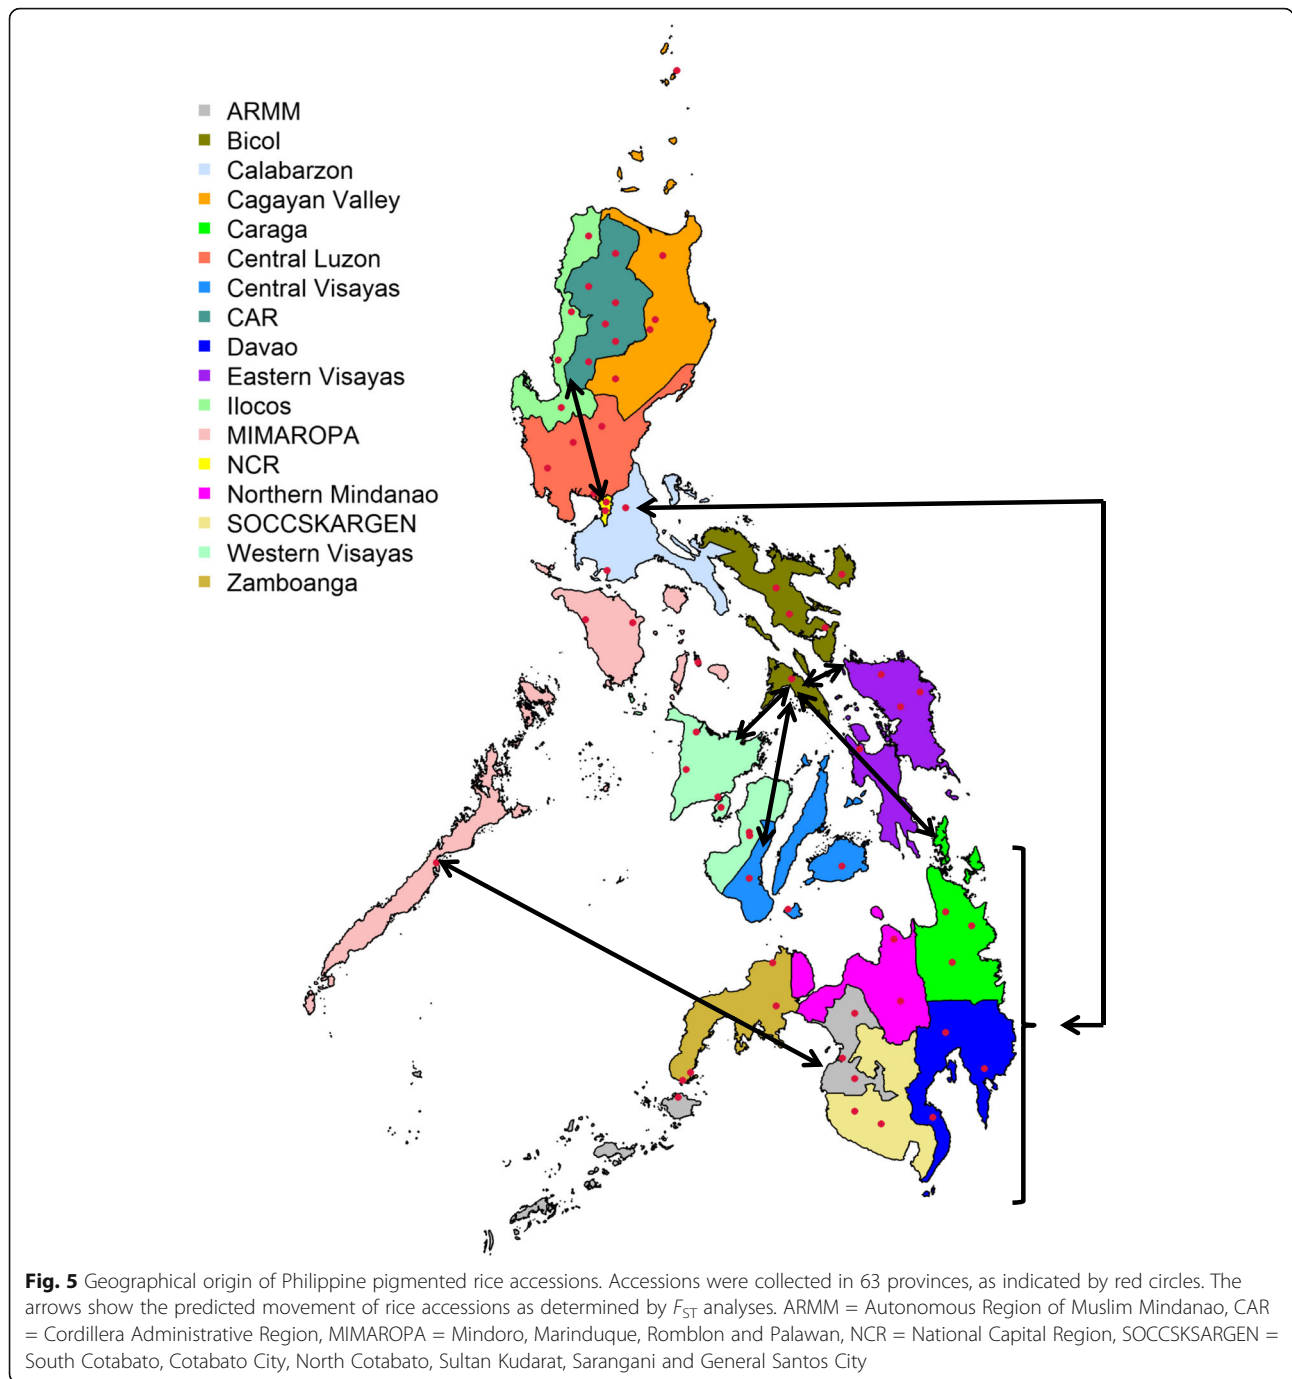 ARMM
Bicol
Calabarzon
Cagayan Valley
Caraga
Central Luzon
Central Visayas
CAR
Davao
Eastern Visayas
Ilocos
MIMAROPA
NCR
Northern Mindanao
SOCCSKARGEN
Western Visayas
Zamboanga
Fig. 5 Geographical origin of Philippine pigmented rice accessions. Accessions were collected in 63 provinces, as indicated by red circles. The
arrows show the predicted movement of rice accessions as determined by FST analyses. ARMM = Autonomous Region of Muslim Mindanao, CAR
= Cordillera Administrative Region, MIMAROPA = Mindoro, Marinduque, Romblon and Palawan, NCR = National Capital Region, SOCCSKSARGEN =
South Cotabato, Cotabato City, North Cotabato, Sultan Kudarat, Sarangani and General Santos City